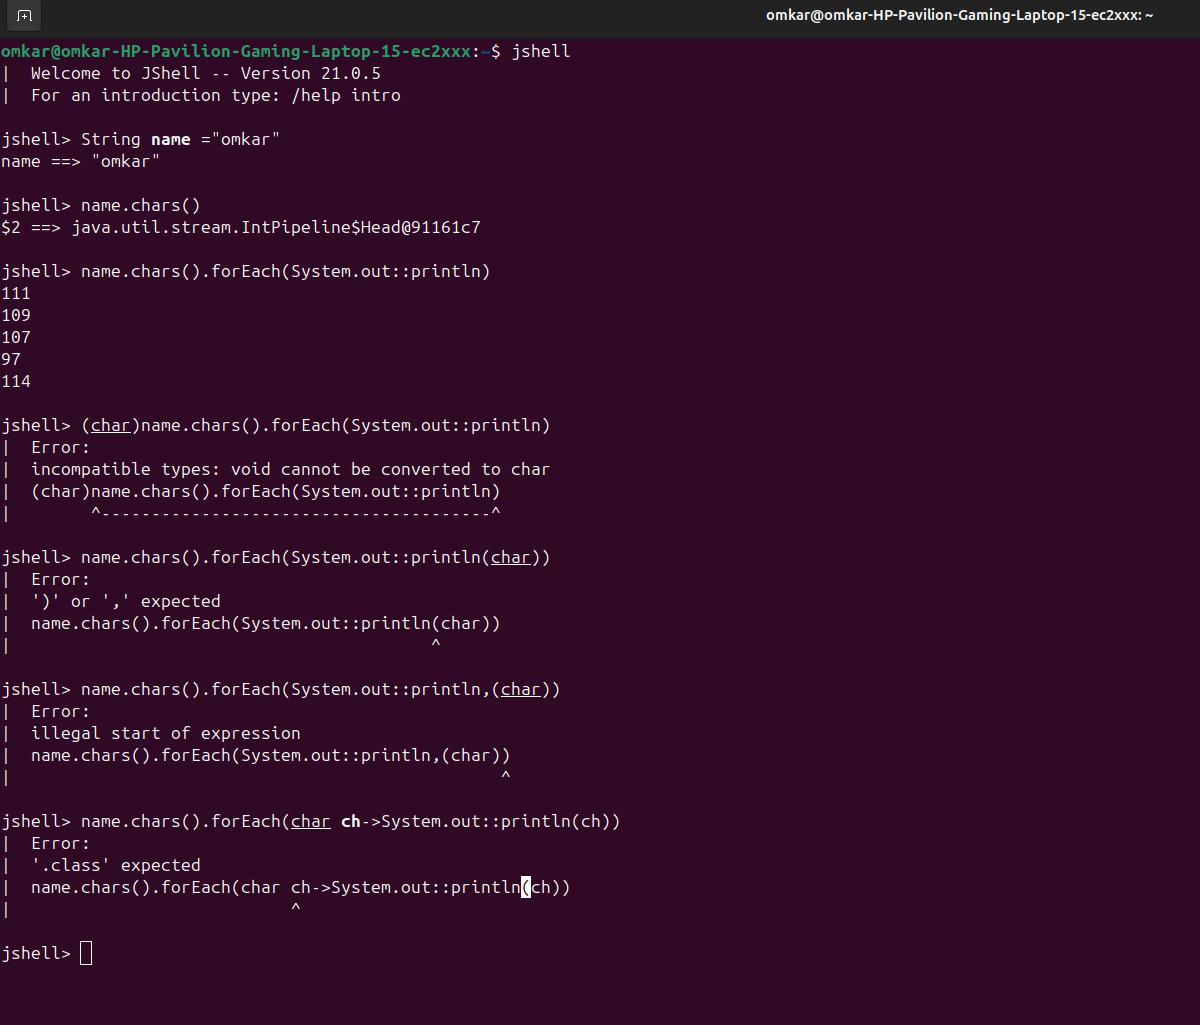 omkar@omkar-HP-Pavilion-Gaming-Laptop-15-ec2xxx: ~
omkar@omkar-HP-Pavilion-Gaming-Laptop-15-ec2xxx:~$ jshell
|  Welcome to JShell -- Version 21.0.5
|  For an introduction type: /help intro
jshell> String name ="omkar"
name ==> "omkar"
jshell> name.chars()
$2 ==> java.util.stream.IntPipeline$Head@91161c7
jshell> name.chars().forEach(System.out::println)
111
109
107
97
114
jshell> (char)name.chars().forEach(System.out::println)
|  Error:
|  incompatible types: void cannot be converted to char
|  (char)name.chars().forEach(System.out::println)
|        ^---------------------------------------^
jshell> name.chars().forEach(System.out::println(char))
|  Error:
|  ')' or ',' expected
|  name.chars().forEach(System.out::println(char))
|                                          ^
jshell> name.chars().forEach(System.out::println,(char))
|  Error:
|  illegal start of expression
|  name.chars().forEach(System.out::println,(char))
|                                                 ^
jshell> name.chars().forEach(char ch->System.out::println(ch))
|  Error:
|  '.class' expected
|  name.chars().forEach(char ch->System.out::println(ch))
|                            ^
jshell>